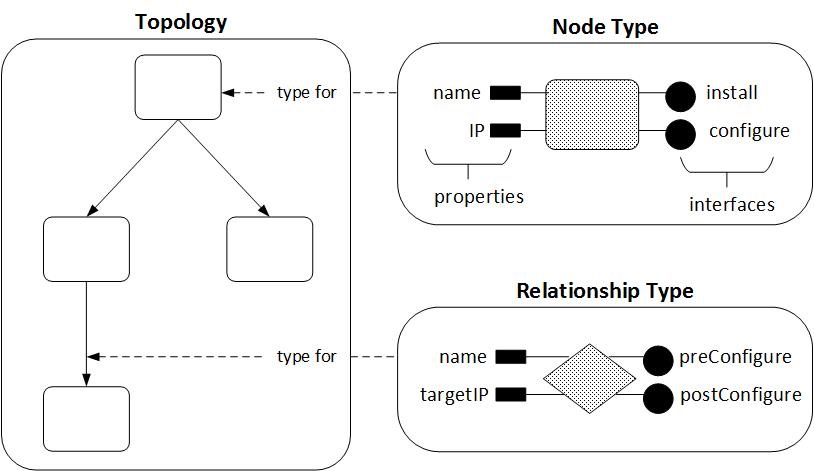 Topology
Node Type
type for
name
install
IP
configure
properties
interfaces
Relationship Type
type for
name
preConfigure
targetIP
postConfigure